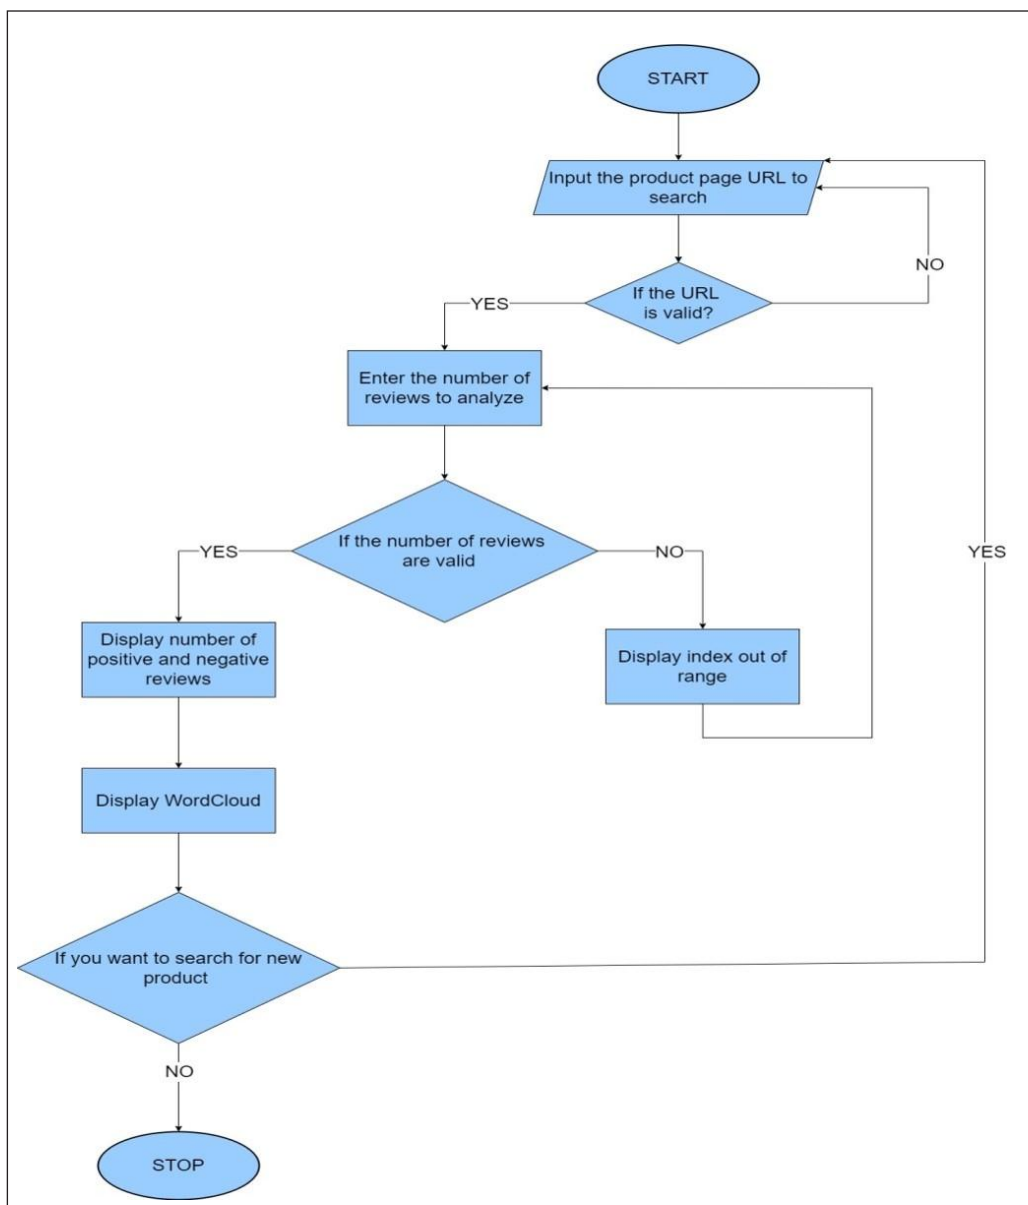 START
Input the product page URL to
search
NO
If the URL
is valid?
YES
Enter the number of
reviews to analyze
If the number of reviews
are valid
YES
NO
YES
Display number of
positive and negative
reviews
Display index out of
range
Display WordCloud
If you want to search for new
product
NO
STOP